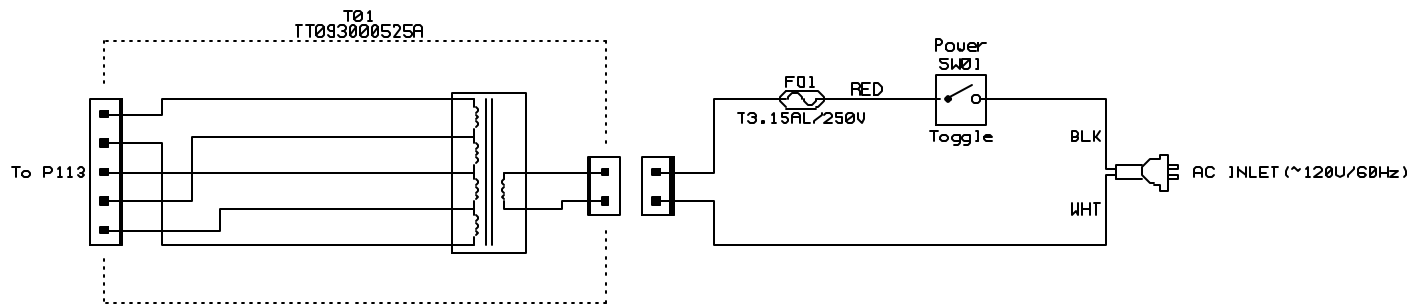 T01
TT093000525A
To P113
F01
T3.15AL/250V
RED
Power
SW01
Toggle
BLK
WHT
AC INLET(~120V/60Hz)